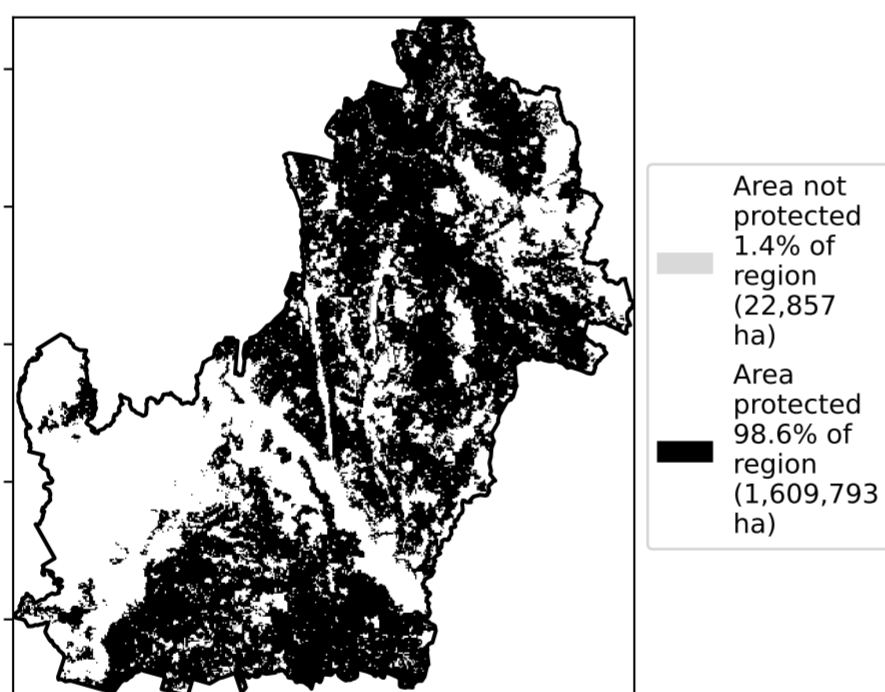 Area not
protected
1.4% of
region
(22,857
ha)
Area
protected
98.6% of
region
(1,609,793
ha)